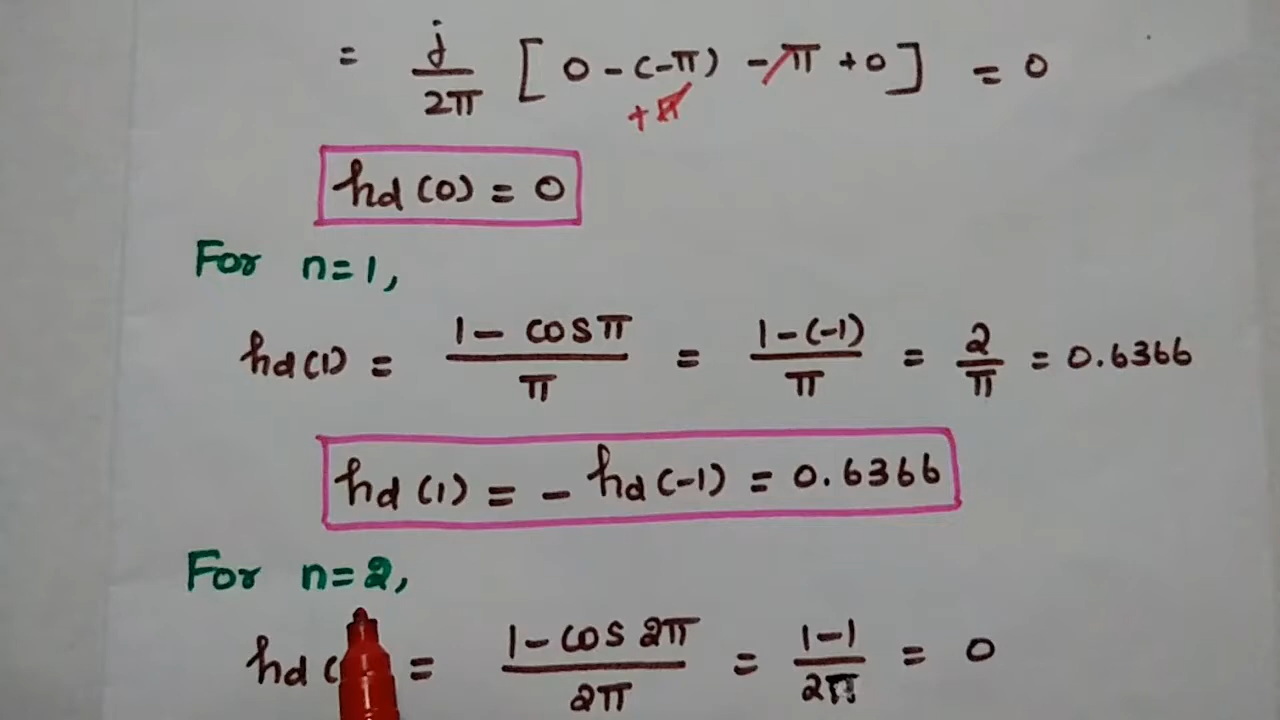 = j/2π [ 0 - (-π) - π + 0 ] = 0
+π
hd (0) = 0
For n=1,
hd(1) = 1 - cos π / π = 1-(-1) / π = 2/π = 0.6366
hd (1) = - hd (-1) = 0.6366
For n=2,
hd ( = 1 - cos 2π / 2π = 1-1 / 2π = 0